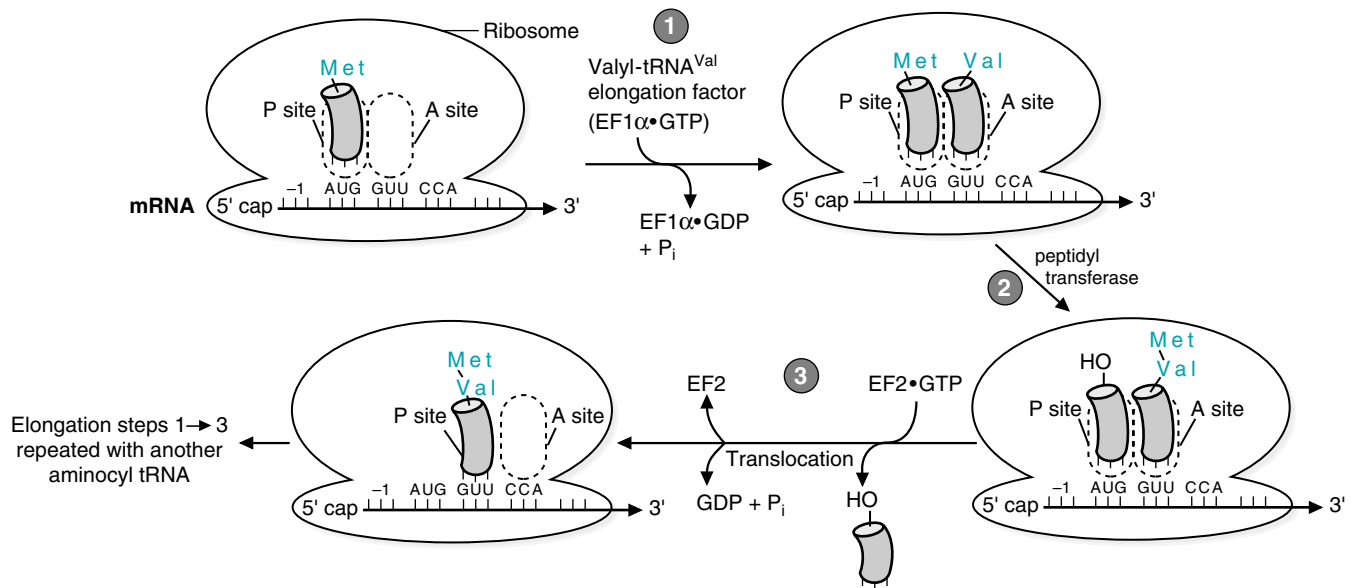 Ribosome
Met
P site
A site
–1 AUG GUU CCA
mRNA
5' cap
3'
1
Valyl-tRNA^Val
elongation factor
(EF1α•GTP)
EF1α•GDP
+ Pi
Met Val
P site
A site
–1 AUG GUU CCA
5' cap
3'
2
peptidyl
transferase
Met
Val
HO
P site
A site
–1 AUG GUU CCA
5' cap
3'
3
EF2•GTP
EF2
Translocation
GDP + Pi
HO
Met
Val
P site
A site
–1 AUG GUU CCA
5' cap
3'
Elongation steps 1→3
repeated with another
aminocyl tRNA